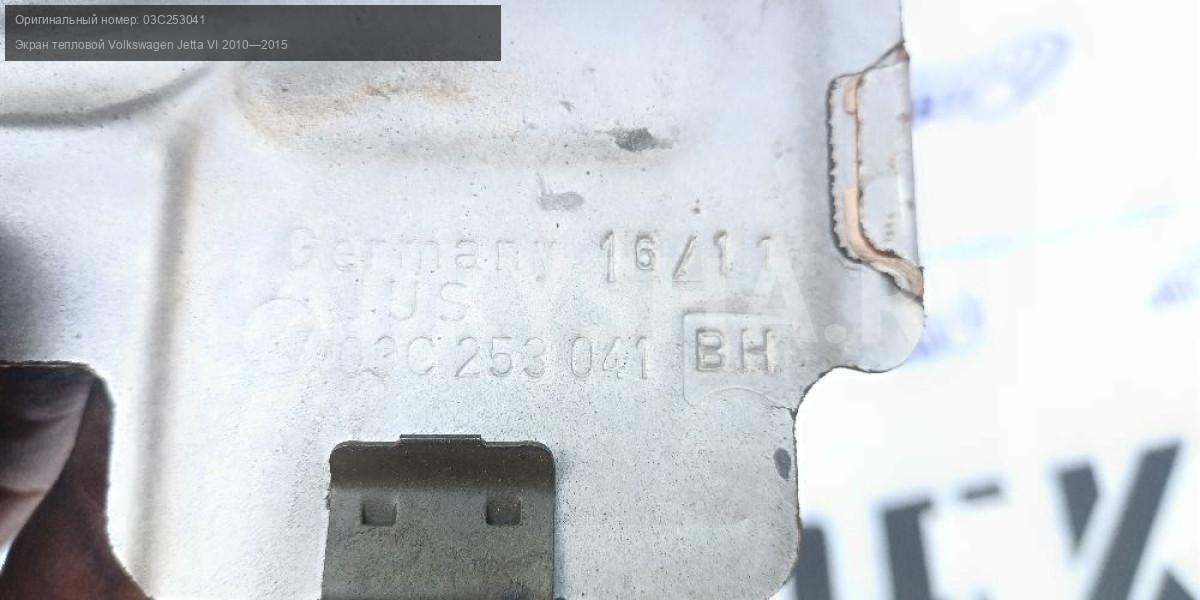 Оригинальный номер: 03C253041
Экран тепловой Volkswagen Jetta VI 2010—2015
Germany 16/11
US
03C 253 041 BH